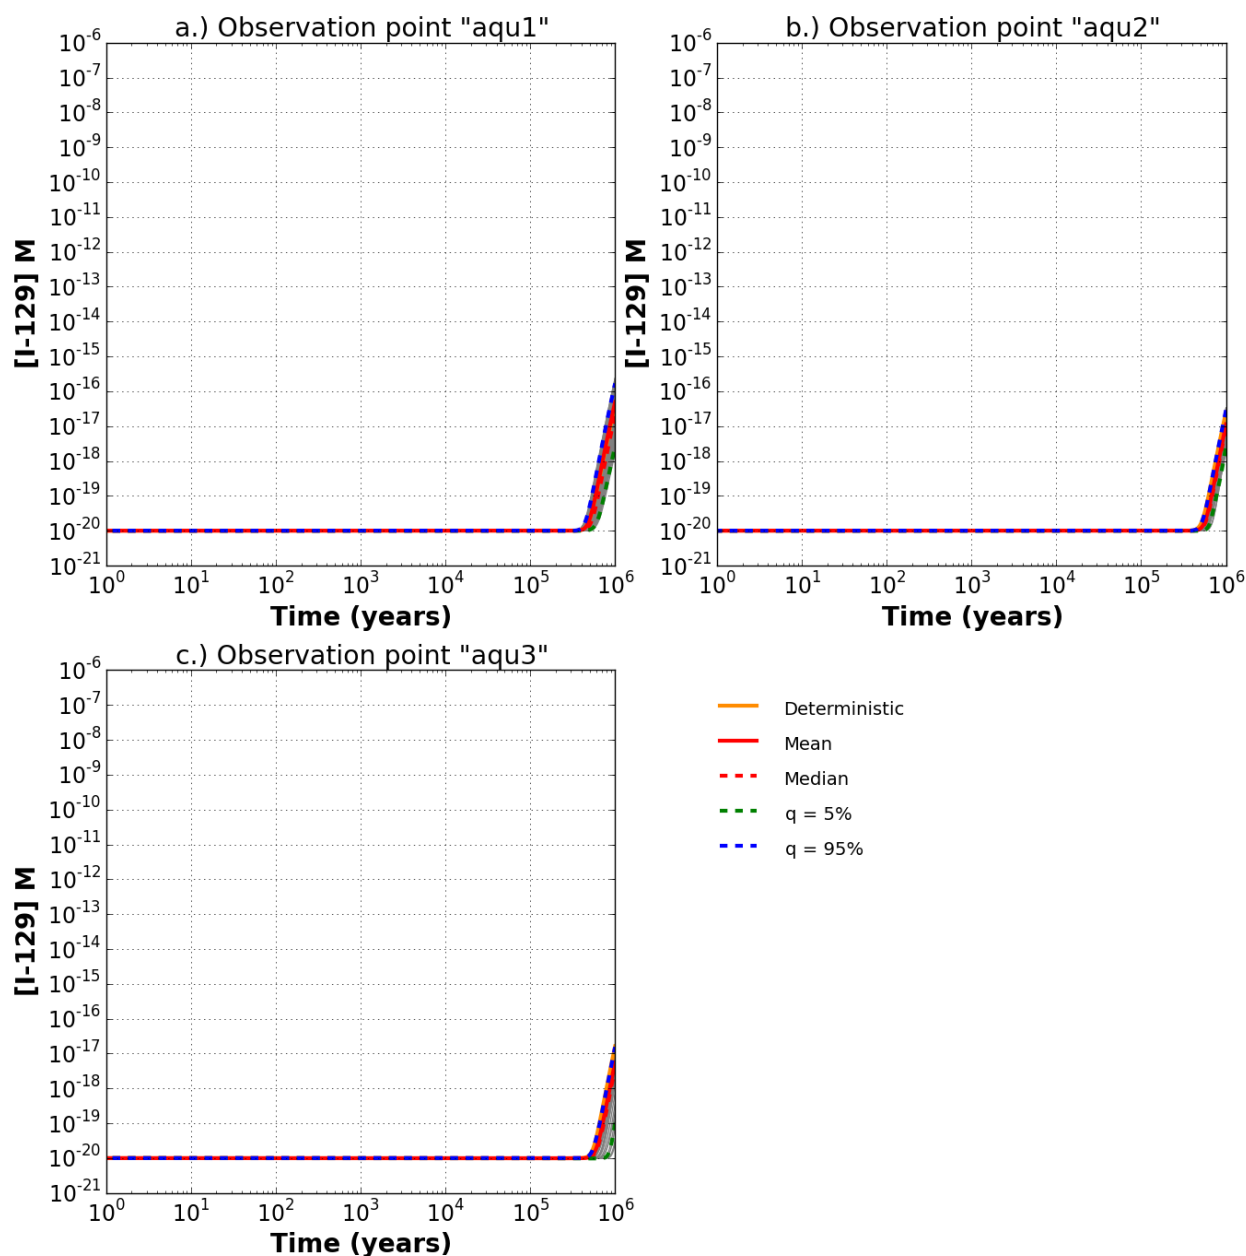 a.) Observation point "aqu1"
10^-6
10^-7
10^-8
10^-9
10^-10
10^-11
10^-12
10^-13
10^-14
10^-15
10^-16
10^-17
10^-18
10^-19
10^-20
10^-21
[I-129] M
10^0 10^1 10^2 10^3 10^4 10^5 10^6
Time (years)
b.) Observation point "aqu2"
10^-6
10^-7
10^-8
10^-9
10^-10
10^-11
10^-12
10^-13
10^-14
10^-15
10^-16
10^-17
10^-18
10^-19
10^-20
10^-21
[I-129] M
10^0 10^1 10^2 10^3 10^4 10^5 10^6
Time (years)
c.) Observation point "aqu3"
10^-6
10^-7
10^-8
10^-9
10^-10
10^-11
10^-12
10^-13
10^-14
10^-15
10^-16
10^-17
10^-18
10^-19
10^-20
10^-21
[I-129] M
10^0 10^1 10^2 10^3 10^4 10^5 10^6
Time (years)
Deterministic
Mean
Median
q = 5%
q = 95%